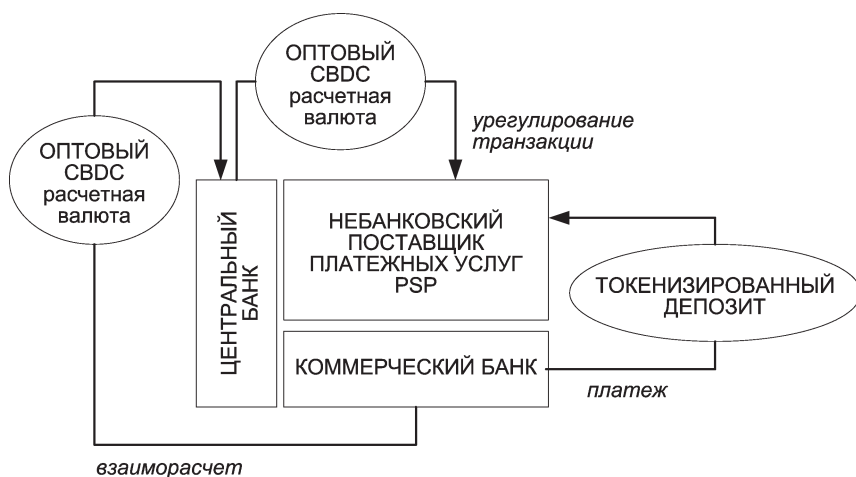 ОПТОВЫЙ
CBDC
расчетная
валюта
урегулирование
транзакции
ОПТОВЫЙ
CBDC
расчетная
валюта
ЦЕНТРАЛЬНЫЙ
БАНК
НЕБАНКОВСКИЙ
ПОСТАВЩИК
ПЛАТЕЖНЫХ УСЛУГ
PSP
ТОКЕНИЗИРОВАННЫЙ
ДЕПОЗИТ
КОММЕРЧЕСКИЙ БАНК
платеж
взаиморасчет